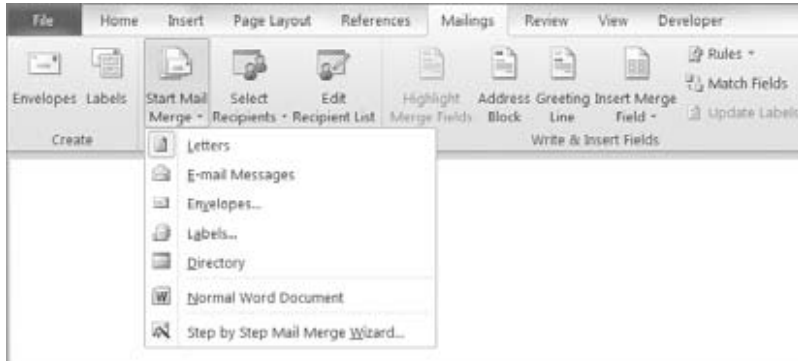 File Home Insert Page Layout References Mailings Review View Developer
Envelopes Labels Start Mail Merge Select Recipients Edit Recipient List Highlight Merge Fields Address Block Greeting Line Insert Merge Field Rules
Match Fields
Update Labels
Create Write & Insert Fields
Letters
E-mail Messages
Envelopes...
Labels...
Directory
Normal Word Document
Step by Step Mail Merge Wizard...